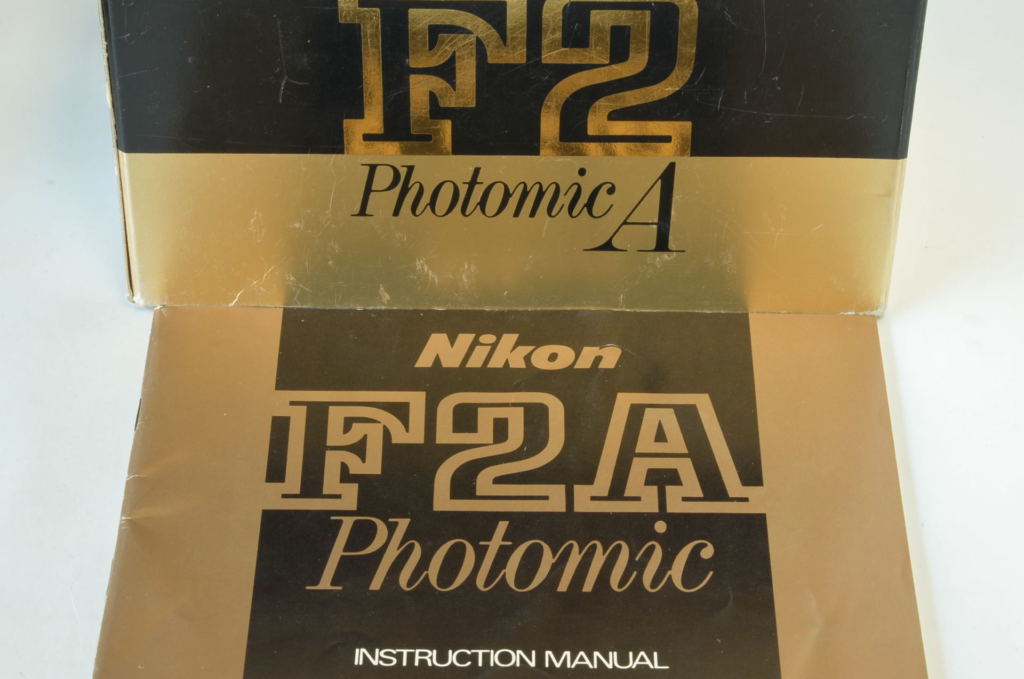 F2
Photomic A
Nikon
F2A
Photomic
INSTRUCTION MANUAL